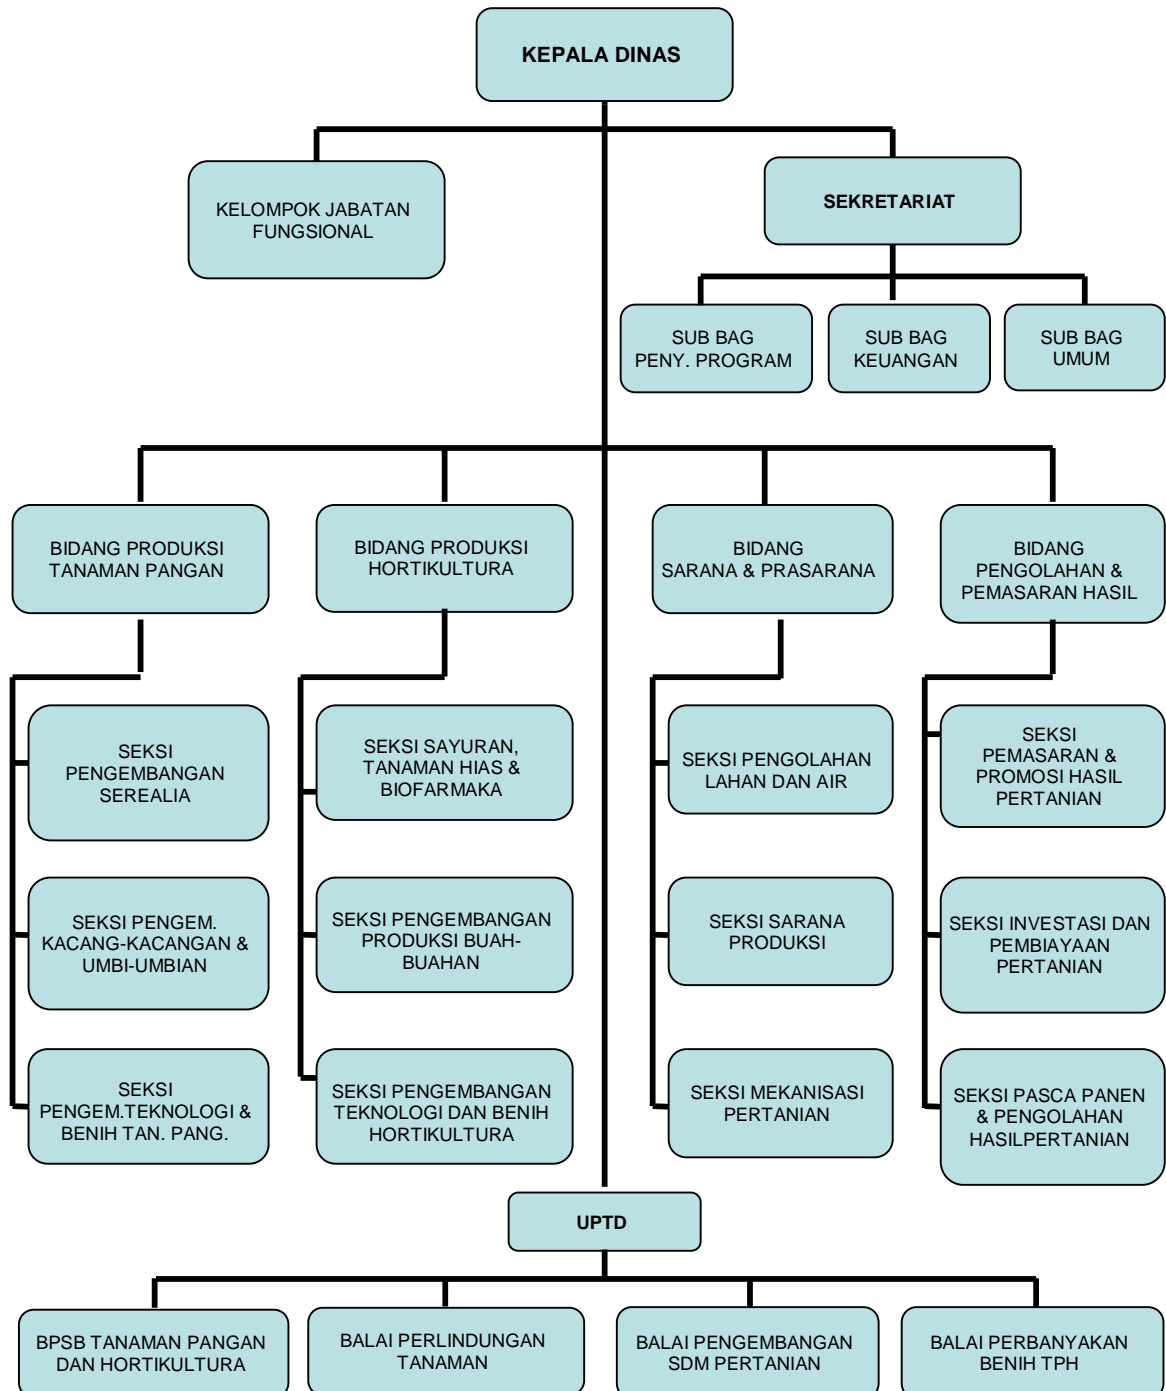 KEPALA DINAS
KELOMPOK JABATAN
FUNGSIONAL
SEKRETARIAT
SUB BAG
PENY. PROGRAM
SUB BAG
KEUANGAN
SUB BAG
UMUM
BIDANG PRODUKSI
TANAMAN PANGAN
BIDANG PRODUKSI
HORTIKULTURA
BIDANG
SARANA & PRASARANA
BIDANG
PENGOLAHAN &
PEMASARAN HASIL
SEKSI
PENGEMBANGAN
SEREALIA
SEKSI SAYURAN,
TANAMAN HIAS &
BIOFARMAKA
SEKSI PENGOLAHAN
LAHAN DAN AIR
SEKSI
PEMASARAN &
PROMOSI HASIL
PERTANIAN
SEKSI PENGEM.
KACANG-KACANGAN &
UMBI-UMBIAN
SEKSI PENGEMBANGAN
PRODUKSI BUAH-
BUAHAN
SEKSI SARANA
PRODUKSI
SEKSI INVESTASI DAN
PEMBIAYAAN
PERTANIAN
SEKSI
PENGEM.TEKNOLOGI &
BENIH TAN. PANG.
SEKSI PENGEMBANGAN
TEKNOLOGI DAN BENIH
HORTIKULTURA
SEKSI MEKANISASI
PERTANIAN
SEKSI PASCA PANEN
& PENGOLAHAN
HASILPERTANIAN
UPTD
BPSB TANAMAN PANGAN
DAN HORTIKULTURA
BALAI PERLINDUNGAN
TANAMAN
BALAI PENGEMBANGAN
SDM PERTANIAN
BALAI PERBANYAKAN
BENIH TPH